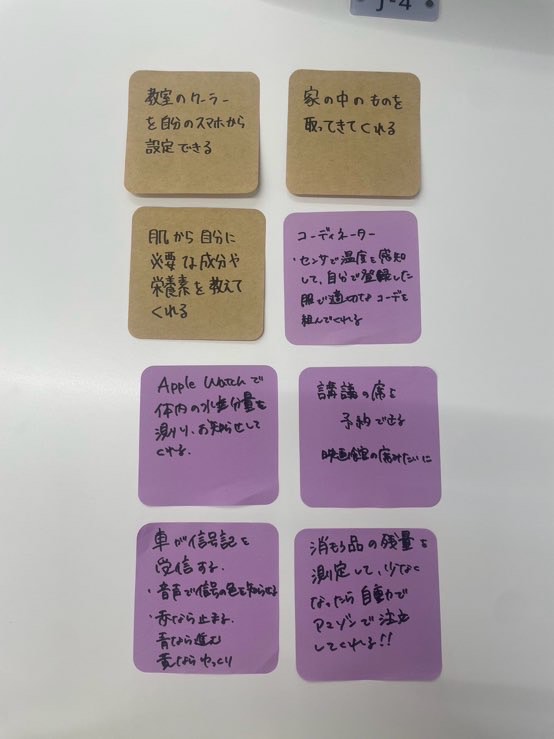 J-4
教室のクーラー
を自分のスマホから
設定できる
家の中のものを
取ってきてくれる
肌から自分に
必要な成分や
栄養素を教えて
くれる
コーディネーター
・センサで温度を感知
して、自分で登録した
服で適切なコーデを
組んでくれる
Apple Watchで
体内の水分量を
測り、お知らせして
くれる.
講義の席を
予約できる
映画館の席みたいに
車が信号記を
受信する.
・音声で信号の色を知らせる
・赤なら止まる.
青なら進む
黄ならゆっくり
消もう品の残量を
測定して、少なく
なったら自動で
アマゾンで注文
してくれる!!